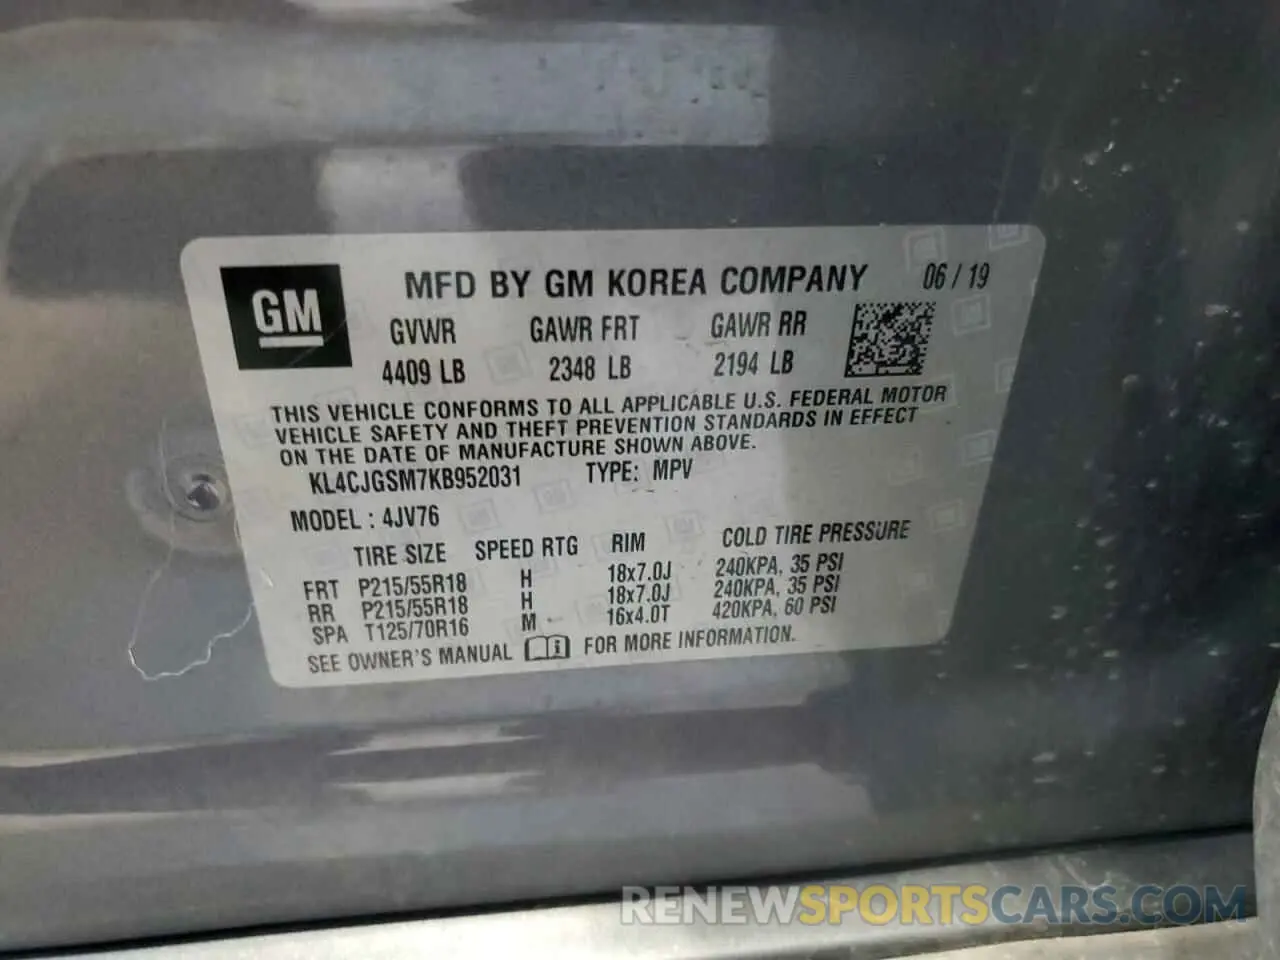 GM
MFD BY GM KOREA COMPANY 06 / 19
GVWR GAWR FRT GAWR RR
4409 LB 2348 LB 2194 LB
THIS VEHICLE CONFORMS TO ALL APPLICABLE U.S. FEDERAL MOTOR
VEHICLE SAFETY AND THEFT PREVENTION STANDARDS IN EFFECT
ON THE DATE OF MANUFACTURE SHOWN ABOVE.
KL4CJGSM7KB952031 TYPE: MPV
MODEL : 4JV76
TIRE SIZE SPEED RTG RIM COLD TIRE PRESSURE
FRT P215/55R18 H 18x7.0J 240KPA, 35 PSI
RR P215/55R18 H 18x7.0J 240KPA, 35 PSI
SPA T125/70R16 M 16x4.0T 420KPA, 60 PSI
SEE OWNER'S MANUAL i FOR MORE INFORMATION.
RENEWSPORTSCARS.COM